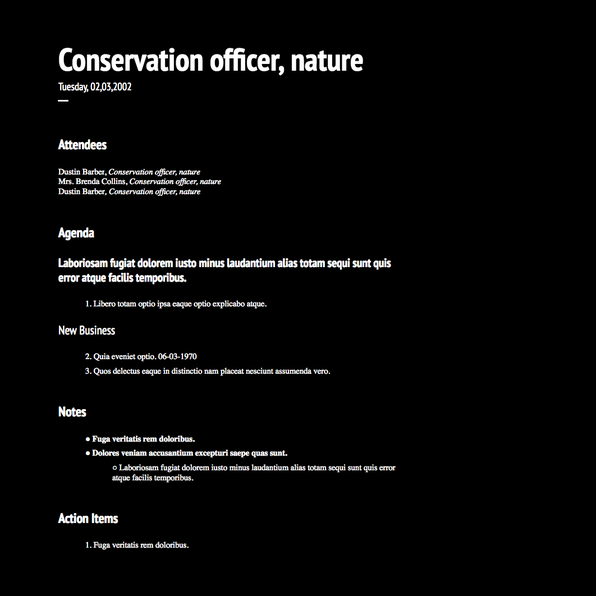 Conservation officer, nature
Tuesday, 02,03,2002
Attendees
Dustin Barber, Conservation officer, nature
Mrs. Brenda Collins, Conservation officer, nature
Dustin Barber, Conservation officer, nature
Agenda
Laboriosam fugiat dolorem iusto minus laudantium alias totam sequi sunt quis
error atque facilis temporibus.
1. Libero totam optio ipsa eaque optio explicabo atque.
New Business
2. Quia eveniet optio. 06-03-1970
3. Quos delectus eaque in distinctio nam placeat nesciunt assumenda vero.
Notes
● Fuga veritatis rem doloribus.
● Dolores veniam accusantium excepturi saepe quas sunt.
○ Laboriosam fugiat dolorem iusto minus laudantium alias totam sequi sunt quis error
atque facilis temporibus.
Action Items
1. Fuga veritatis rem doloribus.